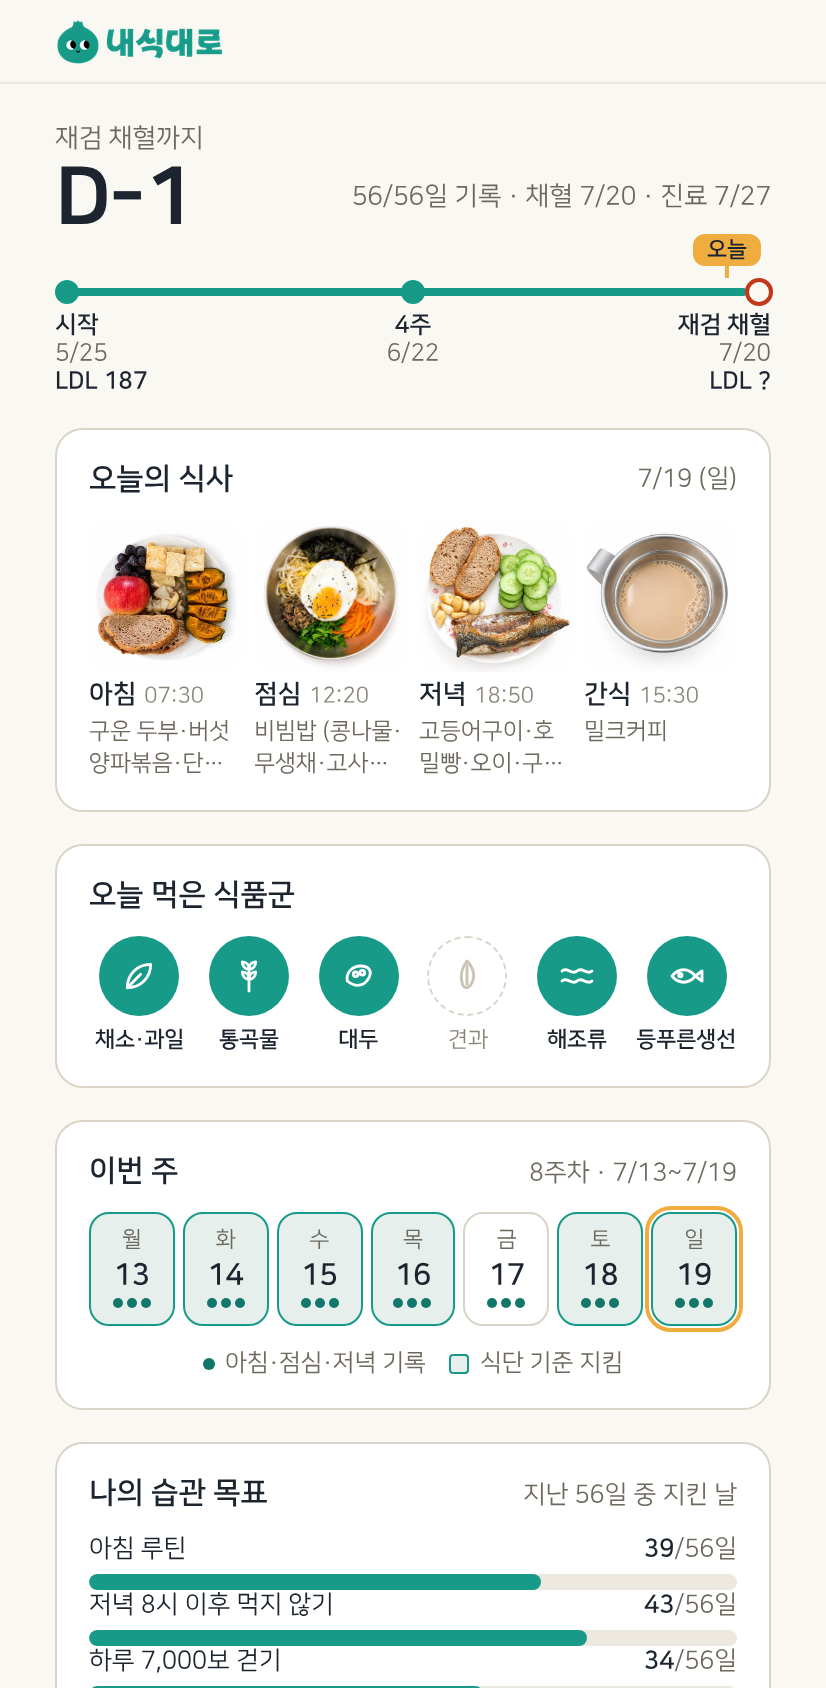 내식대로
재검 채혈까지
D-1
56/56일 기록 · 채혈 7/20 · 진료 7/27
오늘
시작
5/25
LDL 187
4주
6/22
재검 채혈
7/20
LDL ?
오늘의 식사
7/19 (일)
아침 07:30
구운 두부·버섯
양파볶음·단···
점심 12:20
비빔밥 (콩나물·
무생채·고사···
저녁 18:50
고등어구이·호
밀빵·오이·구···
간식 15:30
밀크커피
오늘 먹은 식품군
채소·과일
통곡물
대두
견과
해조류
등푸른생선
이번 주
8주차 · 7/13~7/19
월
13
화
14
수
15
목
16
금
17
토
18
일
19
아침·점심·저녁 기록
식단 기준 지킴
나의 습관 목표
지난 56일 중 지킨 날
아침 루틴
39/56일
저녁 8시 이후 먹지 않기
43/56일
하루 7,000보 걷기
34/56일